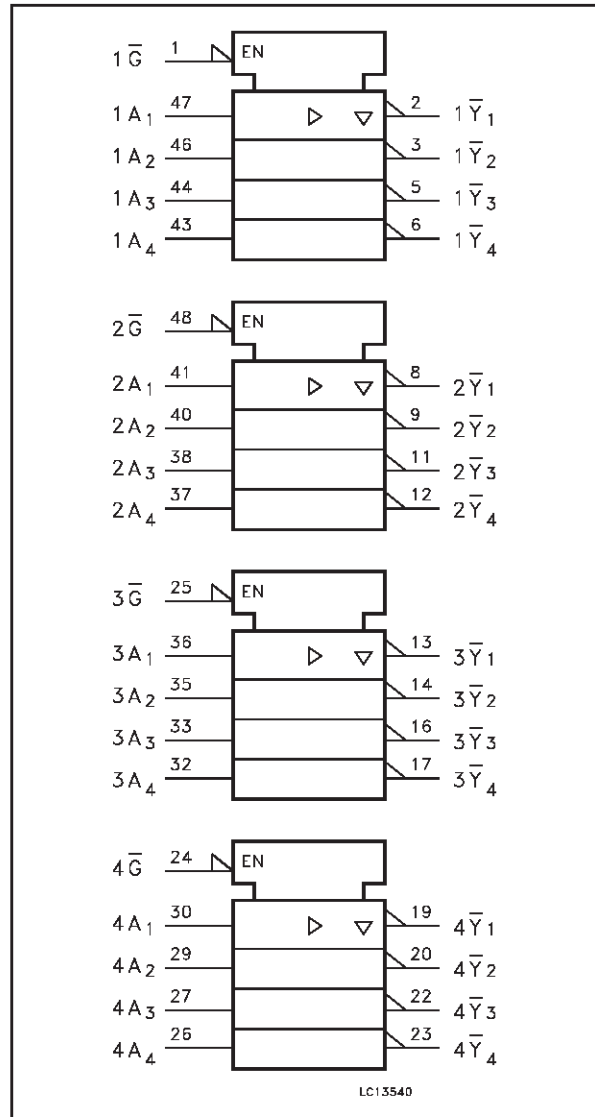 1G̅ 1 EN
1A1 47 2 1Y̅1
1A2 46 3 1Y̅2
1A3 44 5 1Y̅3
1A4 43 6 1Y̅4
2G̅ 48 EN
2A1 41 8 2Y̅1
2A2 40 9 2Y̅2
2A3 38 11 2Y̅3
2A4 37 12 2Y̅4
3G̅ 25 EN
3A1 36 13 3Y̅1
3A2 35 14 3Y̅2
3A3 33 16 3Y̅3
3A4 32 17 3Y̅4
4G̅ 24 EN
4A1 30 19 4Y̅1
4A2 29 20 4Y̅2
4A3 27 22 4Y̅3
4A4 26 23 4Y̅4
LC13540